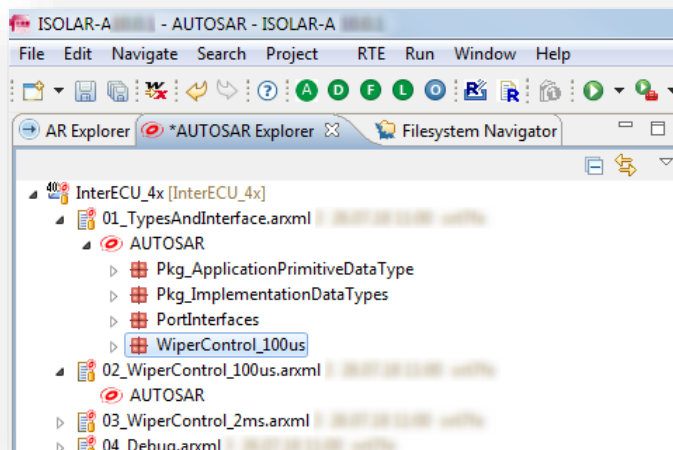 ISOLAR-A - AUTOSAR - ISOLAR-A
File Edit Navigate Search Project RTE Run Window Help
A D F L O R R
AR Explorer *AUTOSAR Explorer Filesystem Navigator
InterECU_4x [InterECU_4x]
01_TypesAndInterface.arxml
AUTOSAR
Pkg_ApplicationPrimitiveDataType
Pkg_ImplementationDataTypes
PortInterfaces
WiperControl_100us
02_WiperControl_100us.arxml
AUTOSAR
03_WiperControl_2ms.arxml
04_Debug.arxml